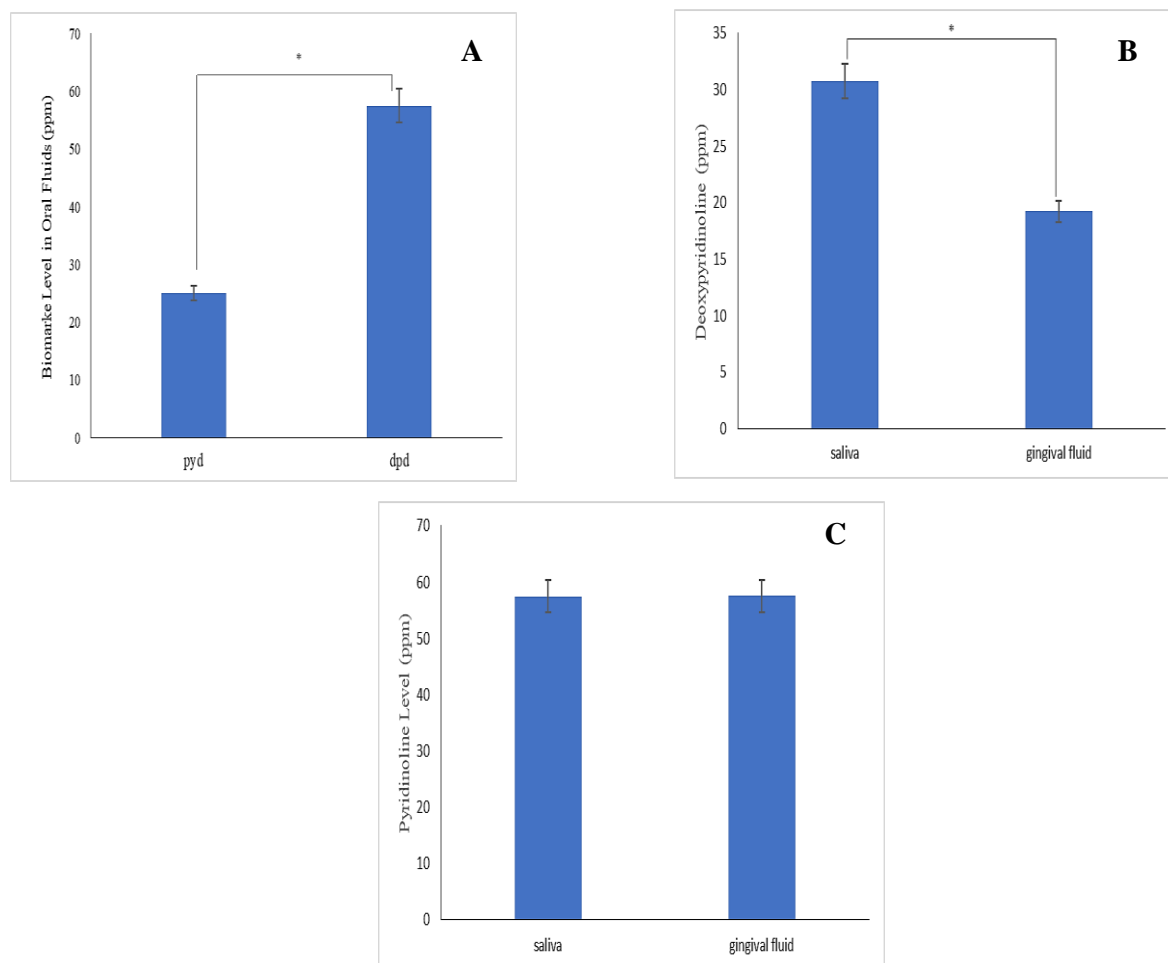 A
Biomarke Level in Oral Fluids (ppm)
70
60
50
40
30
20
10
0
*
pyd
dpd
B
Deoxypyridinoline (ppm)
35
30
25
20
15
10
5
0
*
saliva
gingival fluid
C
Pyridinoline Level (ppm)
70
60
50
40
30
20
10
0
saliva
gingival fluid